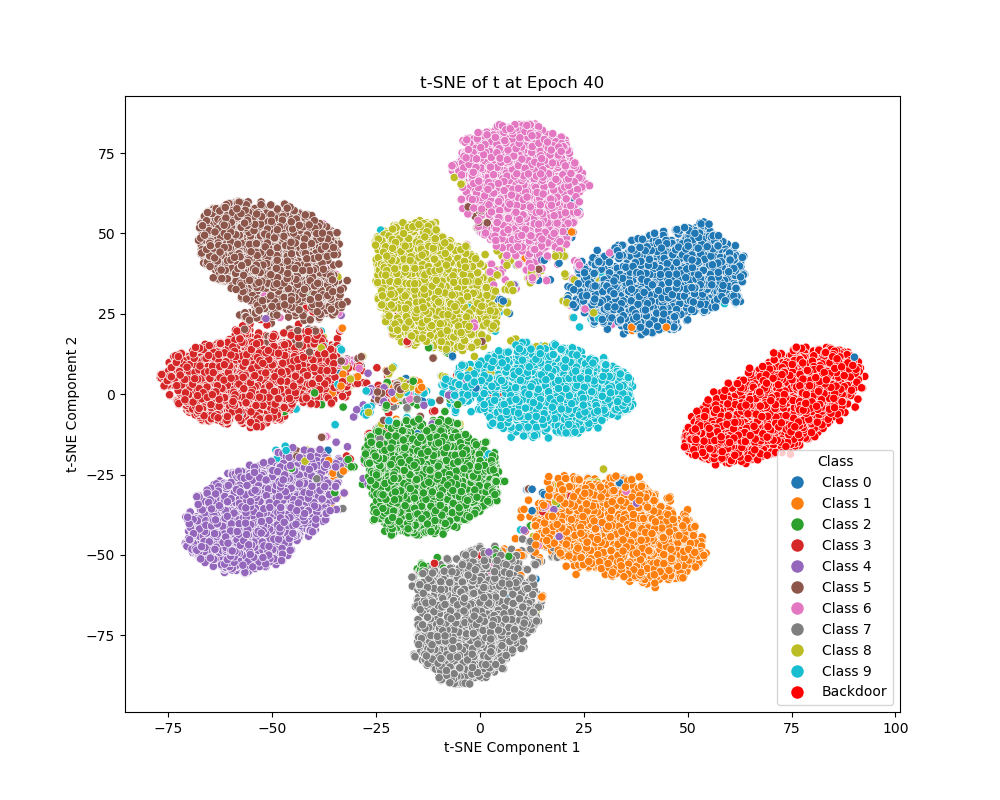 t-SNE of t at Epoch 40
t-SNE Component 2
75
50
25
0
−25
−50
−75
−75
−50
−25
0
25
50
75
100
t-SNE Component 1
Class
Class 0
Class 1
Class 2
Class 3
Class 4
Class 5
Class 6
Class 7
Class 8
Class 9
Backdoor